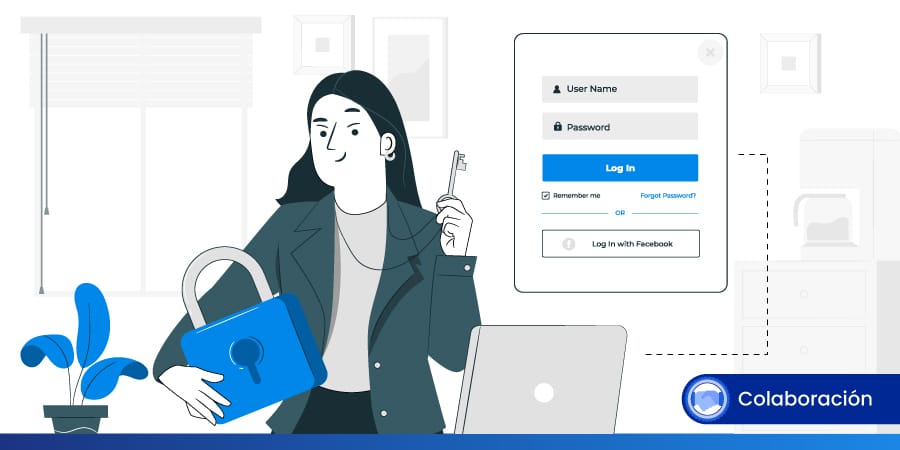 User Name
Password
Log In
Remember me
Forgot Password?
OR
Log In with Facebook
Colaboración